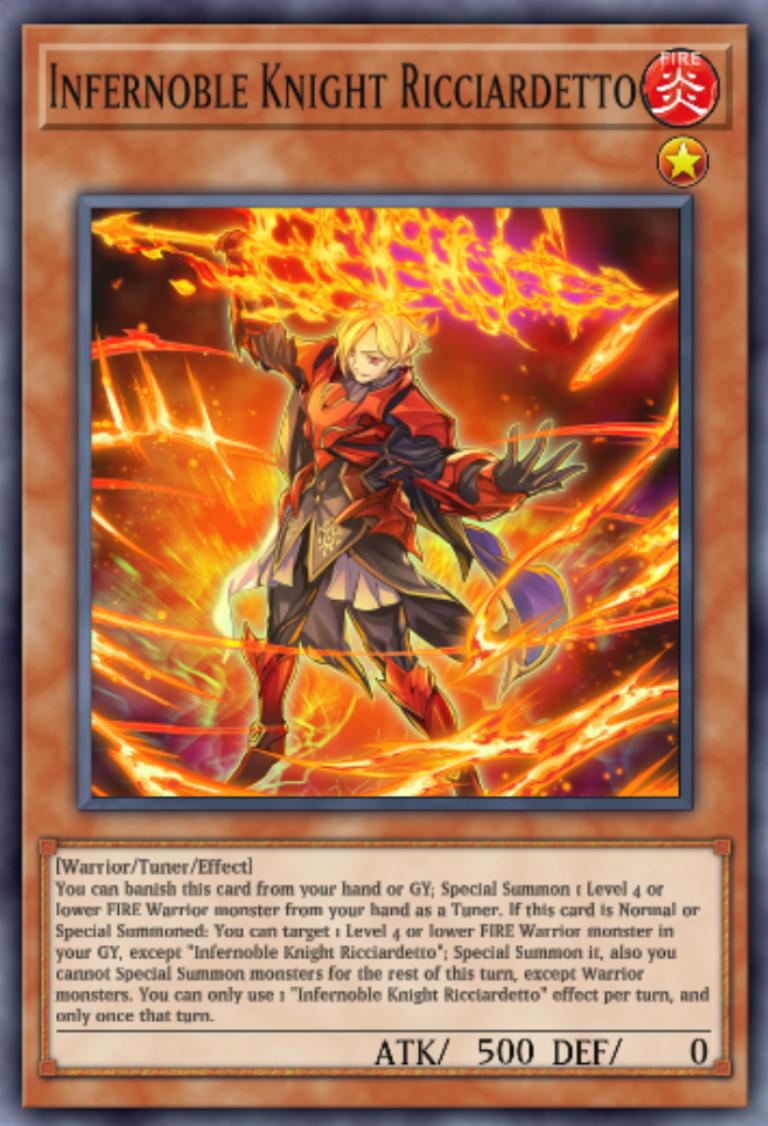 Infernoble Knight Ricciardetto
FIRE
炎
[Warrior/Tuner/Effect]
You can banish this card from your hand or GY; Special Summon 1 Level 4 or
lower FIRE Warrior monster from your hand as a Tuner. If this card is Normal or
Special Summoned: You can target 1 Level 4 or lower FIRE Warrior monster in
your GY, except "Infernoble Knight Ricciardetto"; Special Summon it, also you
cannot Special Summon monsters for the rest of this turn, except Warrior
monsters. You can only use 1 "Infernoble Knight Ricciardetto" effect per turn, and
only once that turn.
ATK/ 500 DEF/ 0